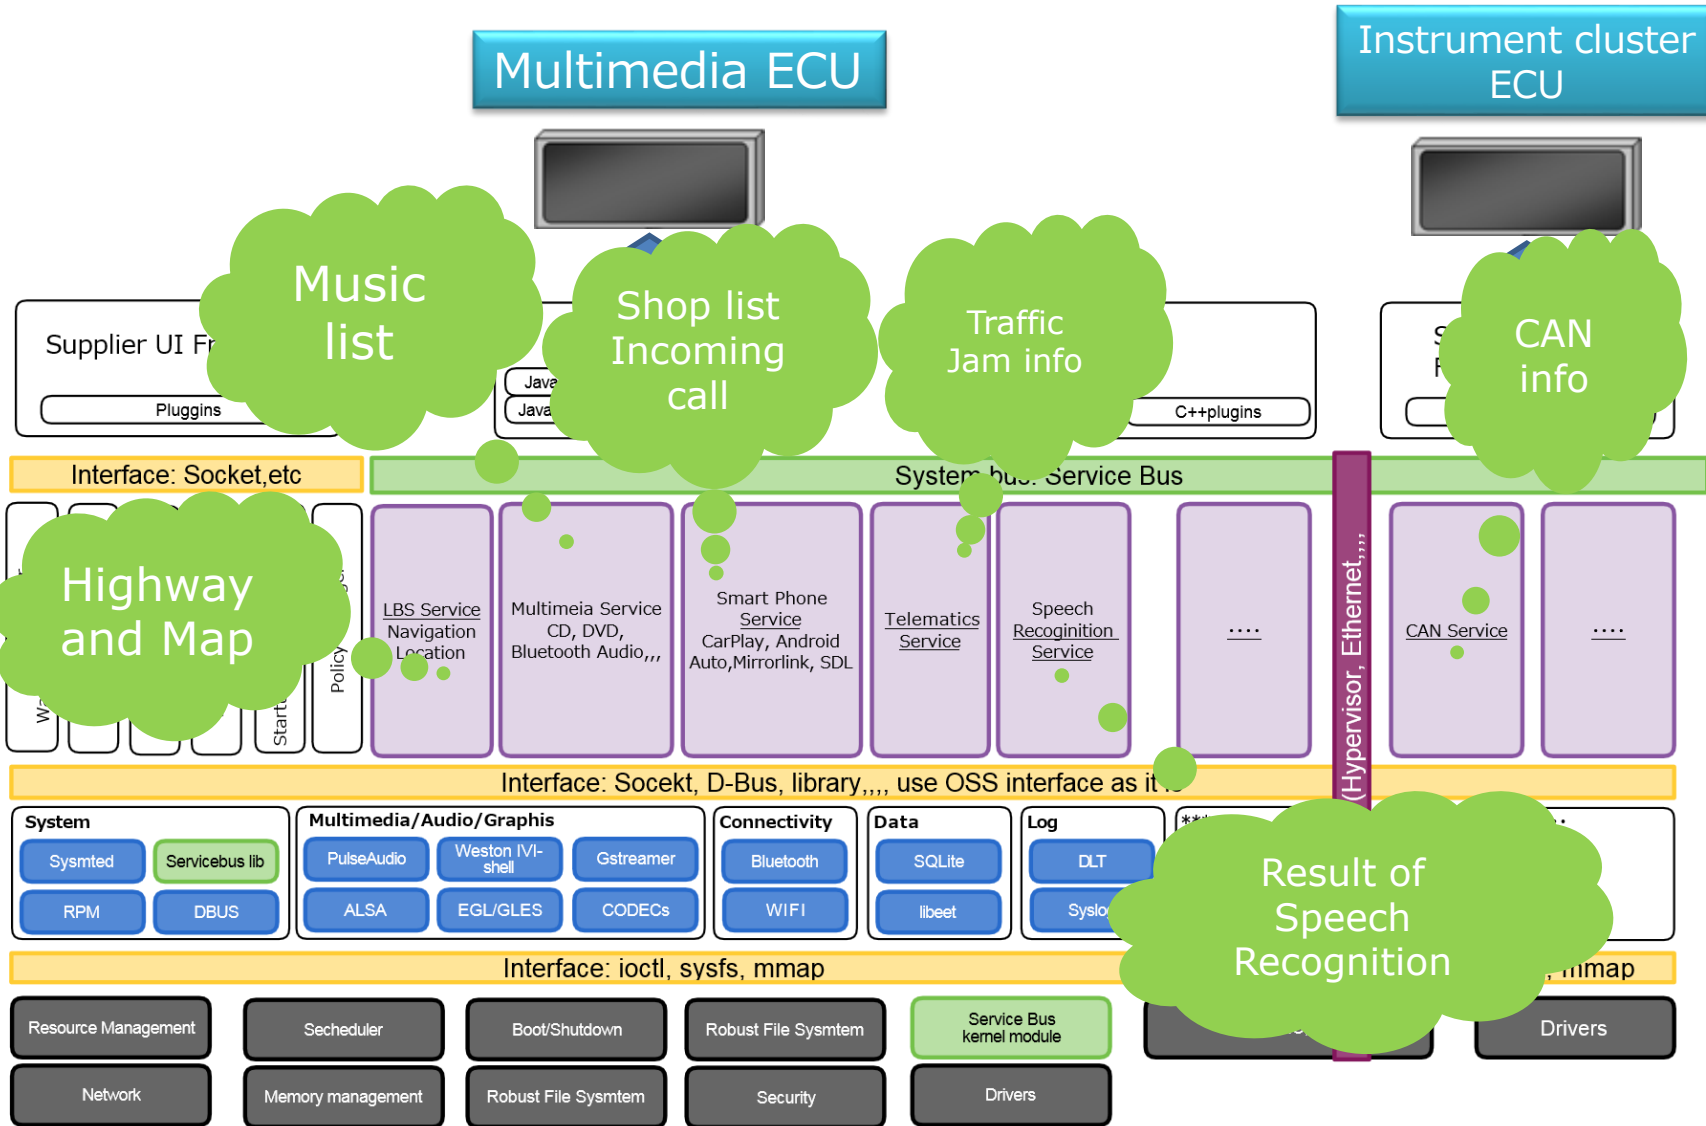 Multimedia ECU
Instrument cluster
ECU
Music
list
Shop list
Incoming
call
Traffic
Jam info
CAN
info
Supplier UI
Pluggins
Java
Java
C++plugins
Interface: Socket,etc
System bus: Service Bus
Highway
and Map
Policy
LBS Service
Navigation
Location
Multimeia Service
CD, DVD,
Bluetooth Audio,,,
Smart Phone
Service
CarPlay, Android
Auto,Mirrorlink, SDL
Telematics
Service
Speech
Recoginition
Service
....
(Hypervisor, Ethernet,,,,
CAN Service
....
Interface: Socekt, D-Bus, library,,,, use OSS interface as it is
System
Sysmted
Servicebus lib
RPM
DBUS
Multimedia/Audio/Graphis
PulseAudio
Weston IVI-
shell
Gstreamer
ALSA
EGL/GLES
CODECs
Connectivity
Bluetooth
WIFI
Data
SQLite
libeet
Log
DLT
Syslog
Result of
Speech
Recognition
Interface: ioctl, sysfs, mmap
, mmap
Resource Management
Secheduler
Boot/Shutdown
Robust File Sysmtem
Service Bus
kernel module
Drivers
Network
Memory management
Robust File Sysmtem
Security
Drivers